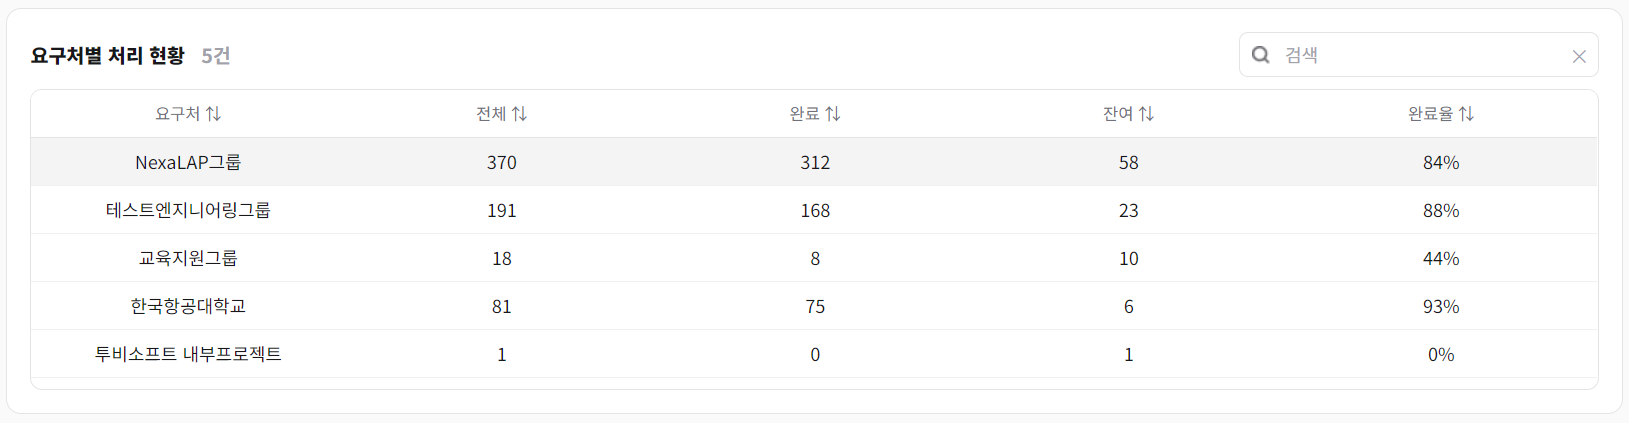 요구처별 처리 현황 5건
검색
요구처 전체 완료 잔여 완료율
NexaLAP그룹 370 312 58 84%
테스트엔지니어링그룹 191 168 23 88%
교육지원그룹 18 8 10 44%
한국항공대학교 81 75 6 93%
투비소프트 내부프로젝트 1 0 1 0%